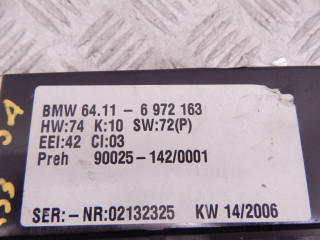 BMW 64.11 - 6 972 163
HW:74 K:10 SW:72(P)
EEI:42 CI:03
Preh 90025-142/0001
SER:-NR:02132325 KW 14/2006